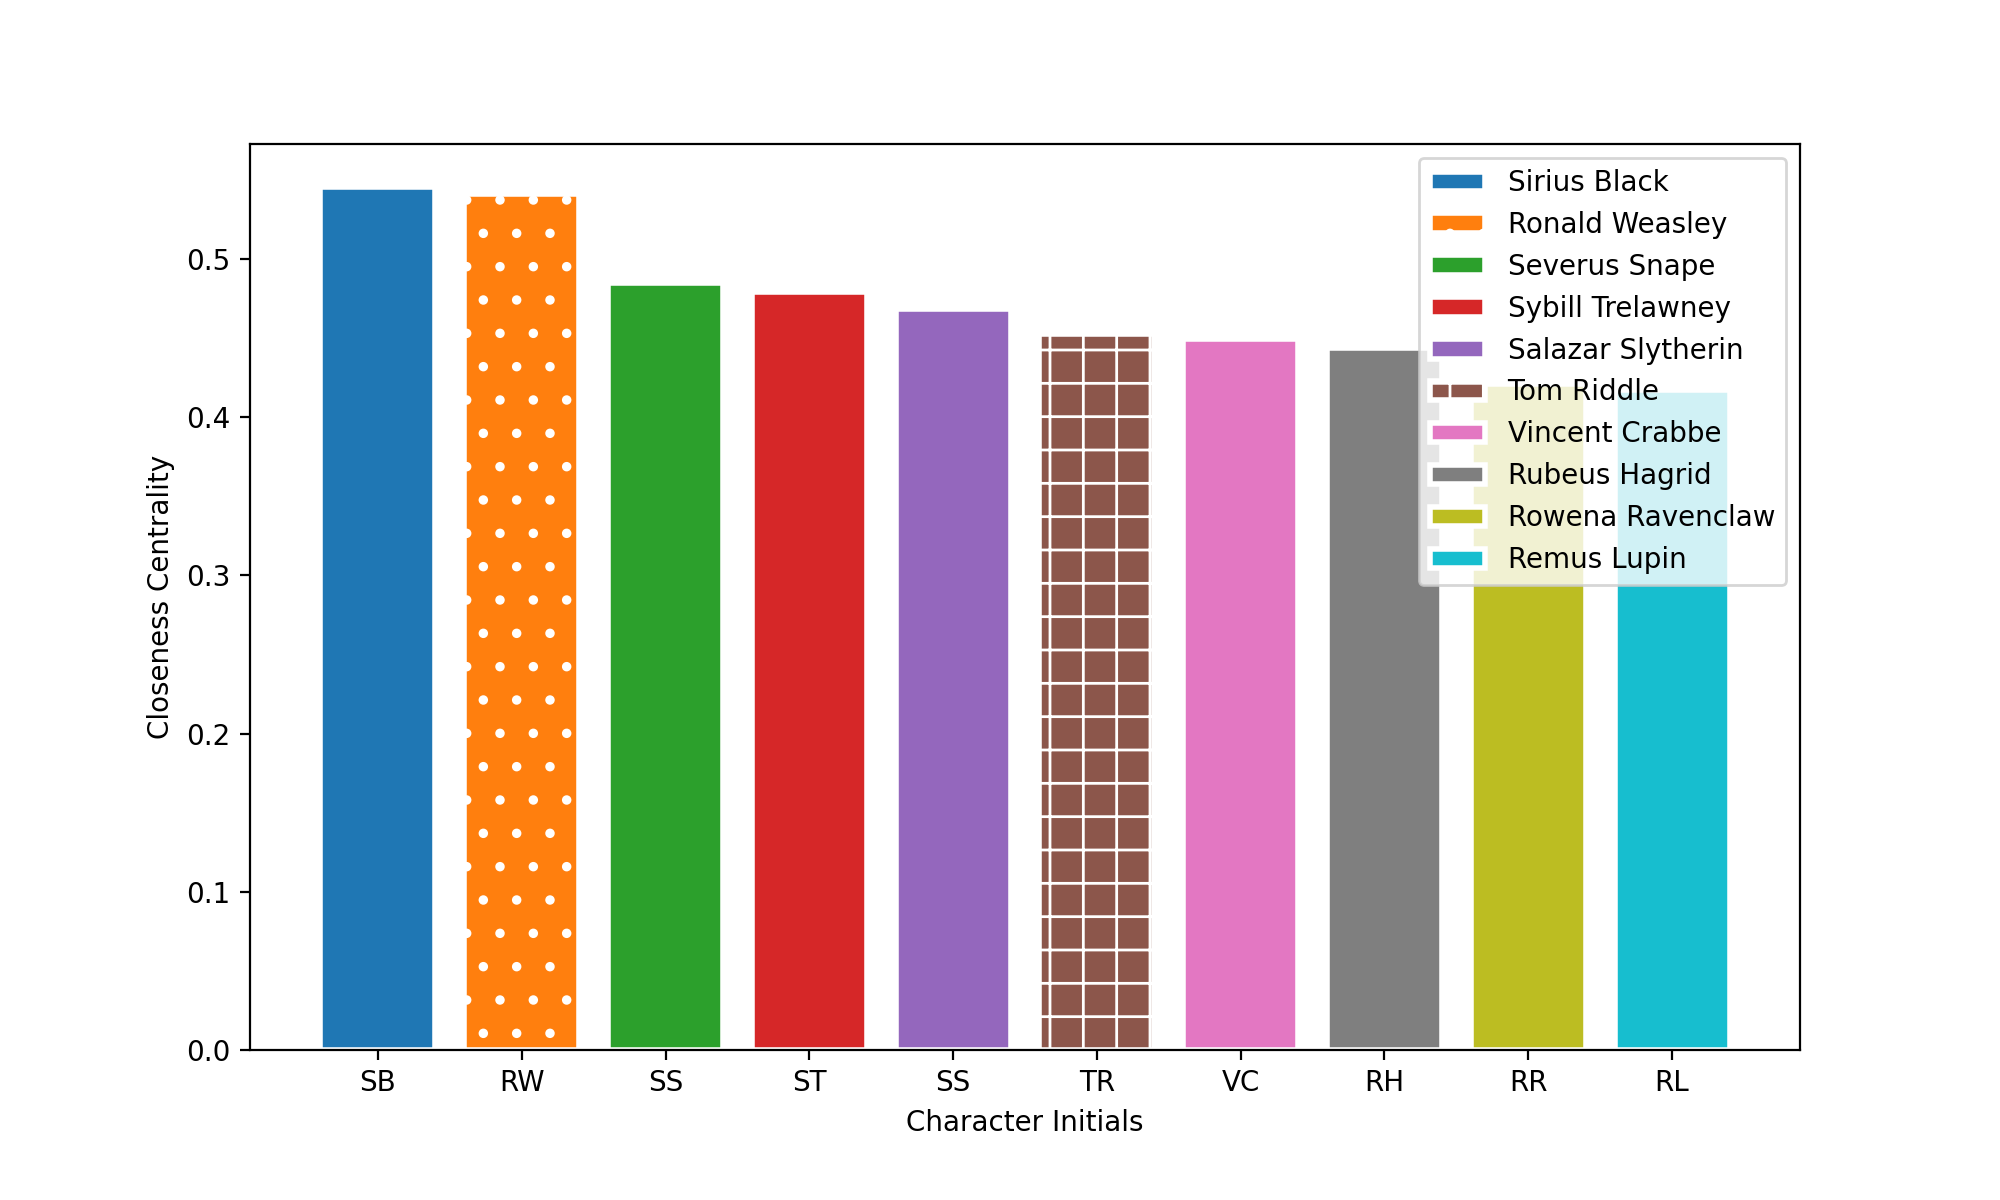 Sirius Black
Ronald Weasley
Severus Snape
Sybill Trelawney
Salazar Slytherin
Tom Riddle
Vincent Crabbe
Rubeus Hagrid
Rowena Ravenclaw
Remus Lupin
0.5
0.4
0.3
0.2
0.1
0.0
Closeness Centrality
SB RW SS ST SS TR VC RH RR RL
Character Initials